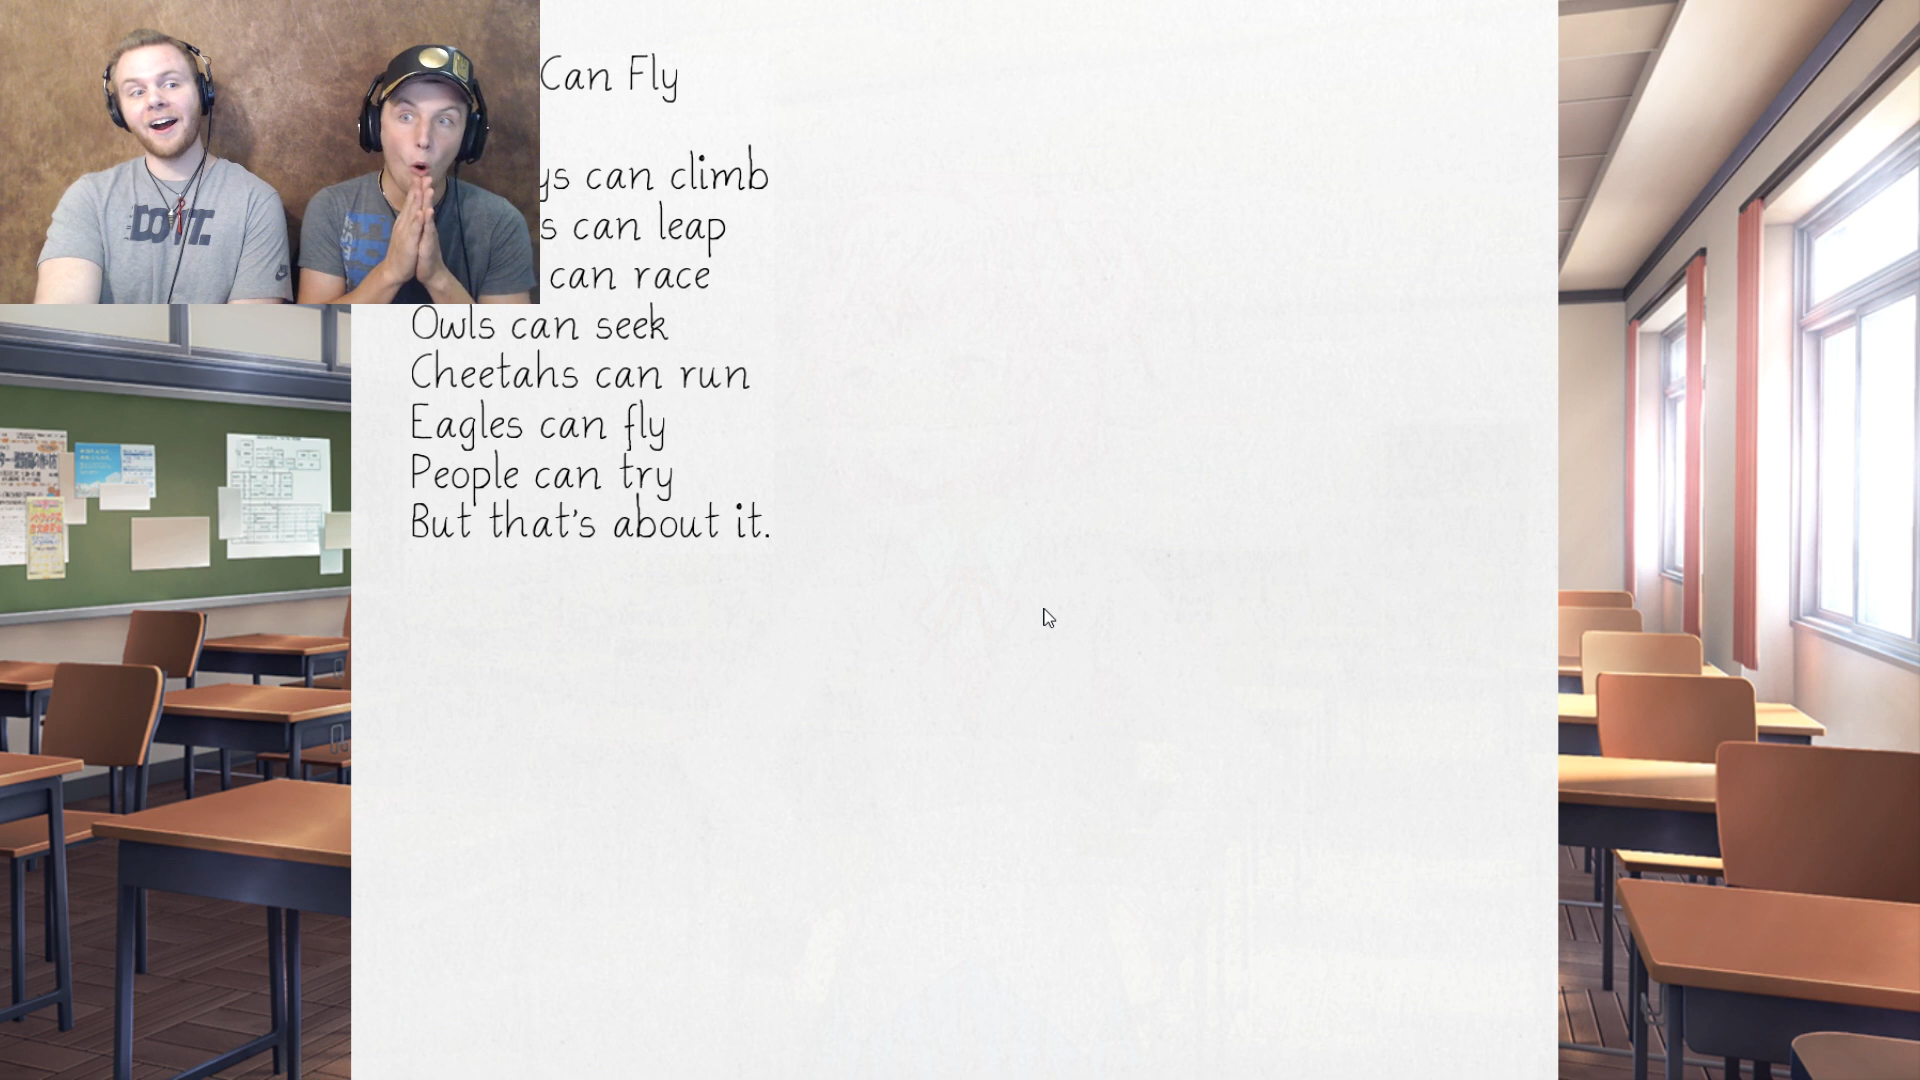 Can Fly
ys can climb
s can leap
can race
Owls can seek
Cheetahs can run
Eagles can fly
People can try
But that's about it.